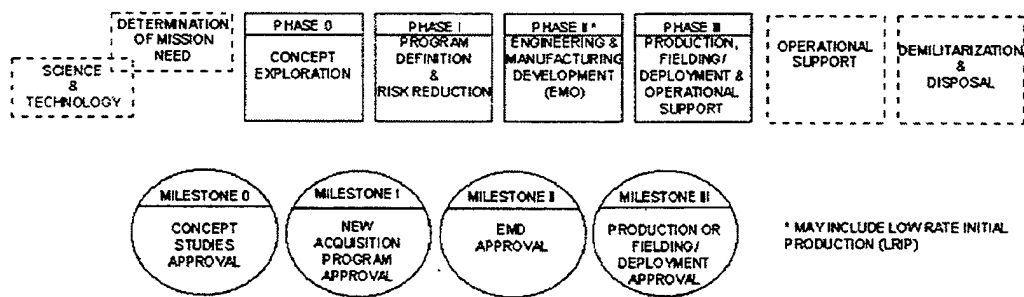 DETERMINATION
OF MISSION
NEED
SCIENCE
&
TECHNOLOGY
PHASE 0
CONCEPT
EXPLORATION
PHASE I
PROGRAM
DEFINITION
&
RISK REDUCTION
PHASE II*
ENGINEERING &
MANUFACTURING
DEVELOPMENT
(EMO)
PHASE III
PRODUCTION,
FIELDING/
DEPLOYMENT &
OPERATIONAL
SUPPORT
OPERATIONAL
SUPPORT
DEMILITARIZATION
&
DISPOSAL
MILESTONE 0
CONCEPT
STUDIES
APPROVAL
MILESTONE I
NEW
ACQUISITION
PROGRAM
APPROVAL
MILESTONE II
EMD
APPROVAL
MILESTONE III
PRODUCTION OR
FIELDING/
DEPLOYMENT
APPROVAL
* MAY INCLUDE LOW RATE INITIAL
PRODUCTION (LRIP)